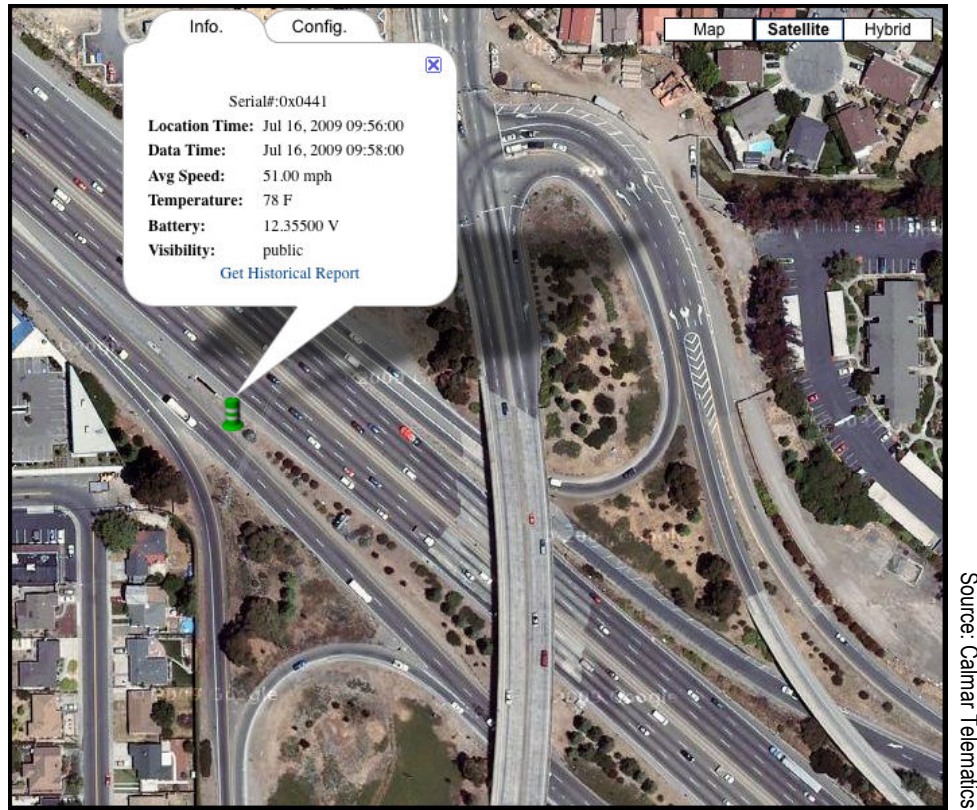 Info. Config.
Map Satellite Hybrid
Serial#:0x0441
Location Time: Jul 16, 2009 09:56:00
Data Time: Jul 16, 2009 09:58:00
Avg Speed: 51.00 mph
Temperature: 78 F
Battery: 12.35500 V
Visibility: public
Get Historical Report
Source: Calmar Telematics